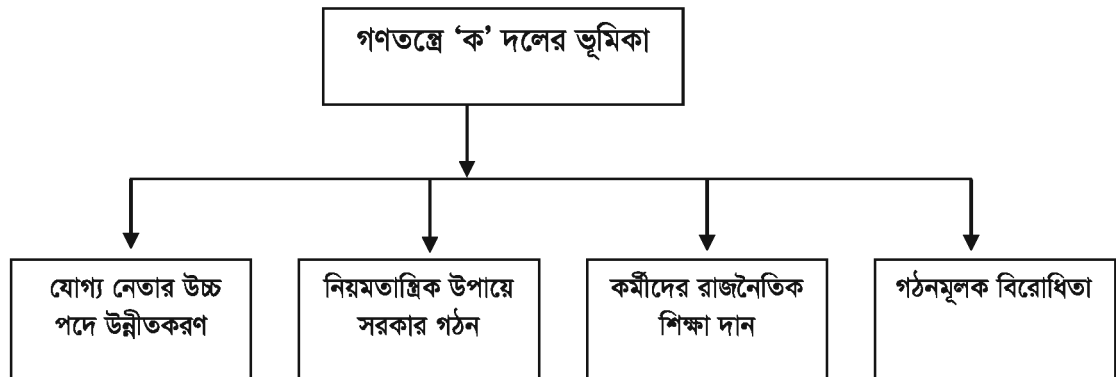 গণতন্ত্রে ‘ক’ দলের ভূমিকা
যোগ্য নেতার উচ্চ
পদে উন্নীতকরণ
নিয়মতান্ত্রিক উপায়ে
সরকার গঠন
কর্মীদের রাজনৈতিক
শিক্ষা দান
গঠনমূলক বিরোধিতা